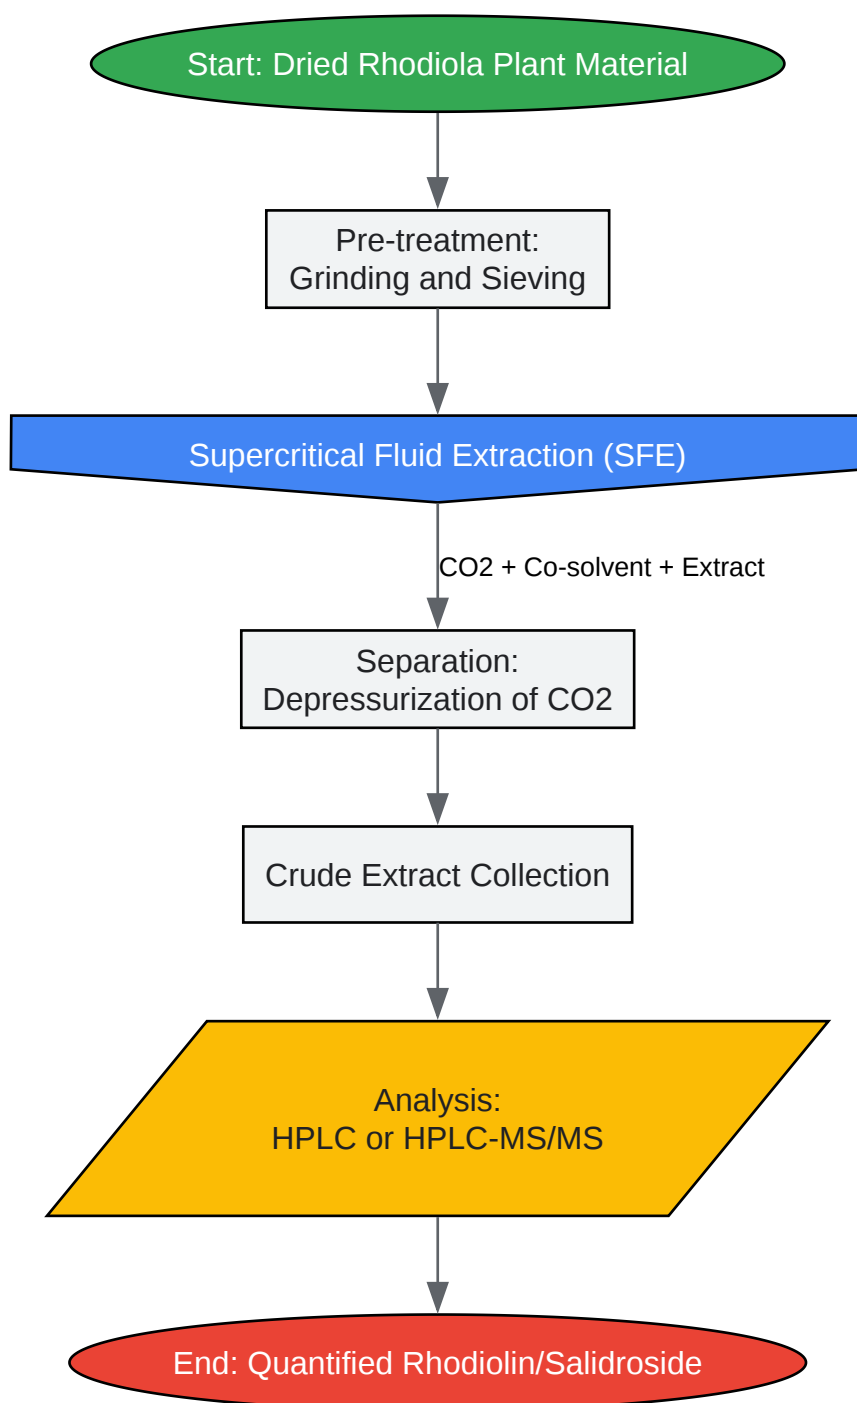 Start: Dried Rhodiola Plant Material
Pre-treatment:
Grinding and Sieving
Supercritical Fluid Extraction (SFE)
CO2 + Co-solvent + Extract
Separation:
Depressurization of CO2
Crude Extract Collection
Analysis:
HPLC or HPLC-MS/MS
End: Quantified Rhodiolin/Salidroside